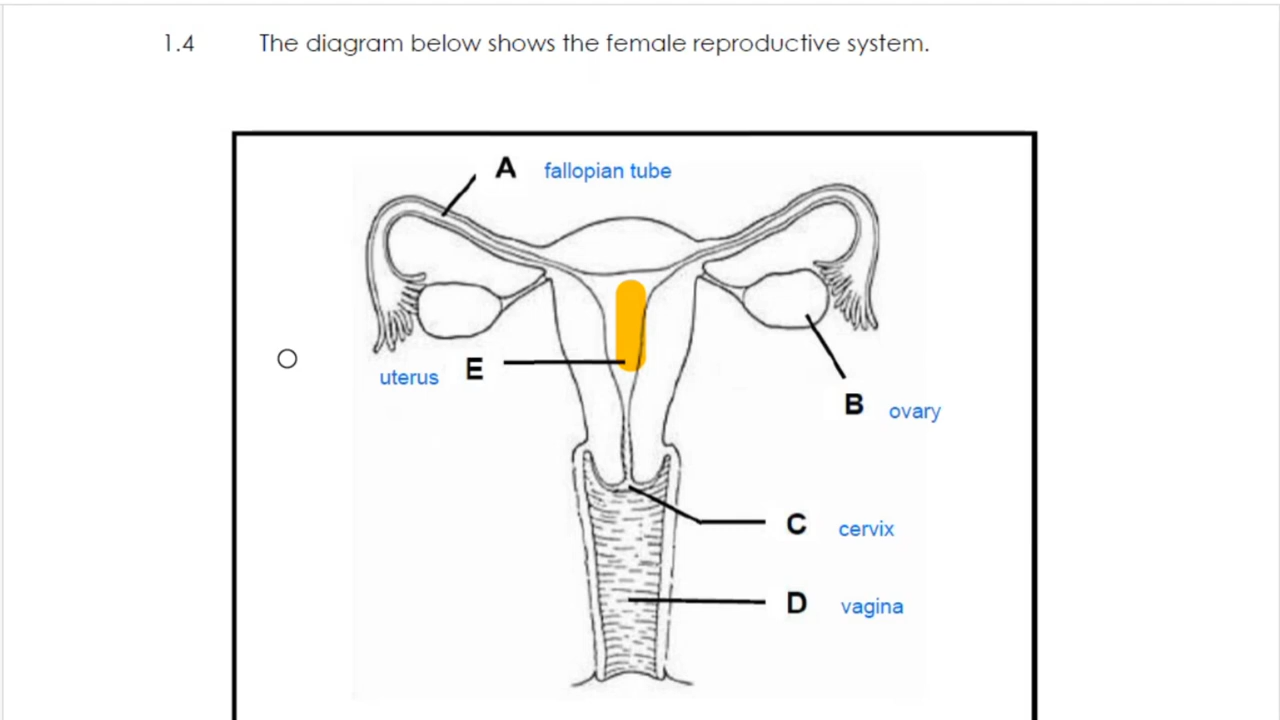 1.4 The diagram below shows the female reproductive system.
A fallopian tube
uterus E
B ovary
C cervix
D vagina